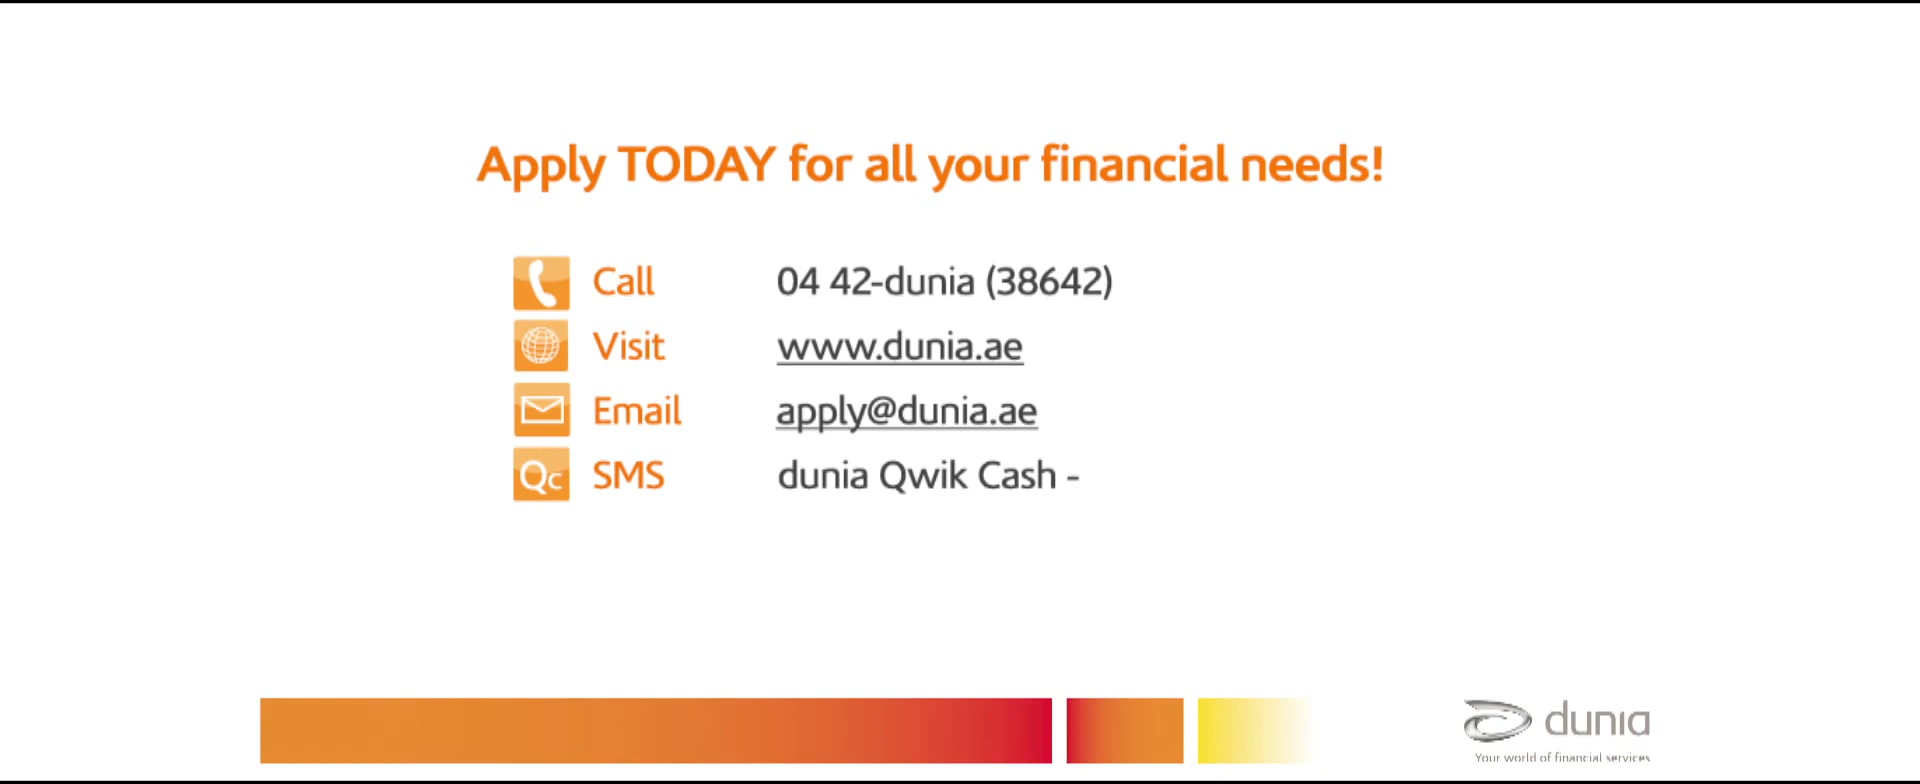 Apply TODAY for all your financial needs!
Call 04 42-dunia (38642)
Visit www.dunia.ae
Email apply@dunia.ae
Qc SMS dunia Qwik Cash -
dunia
Your world of financial services